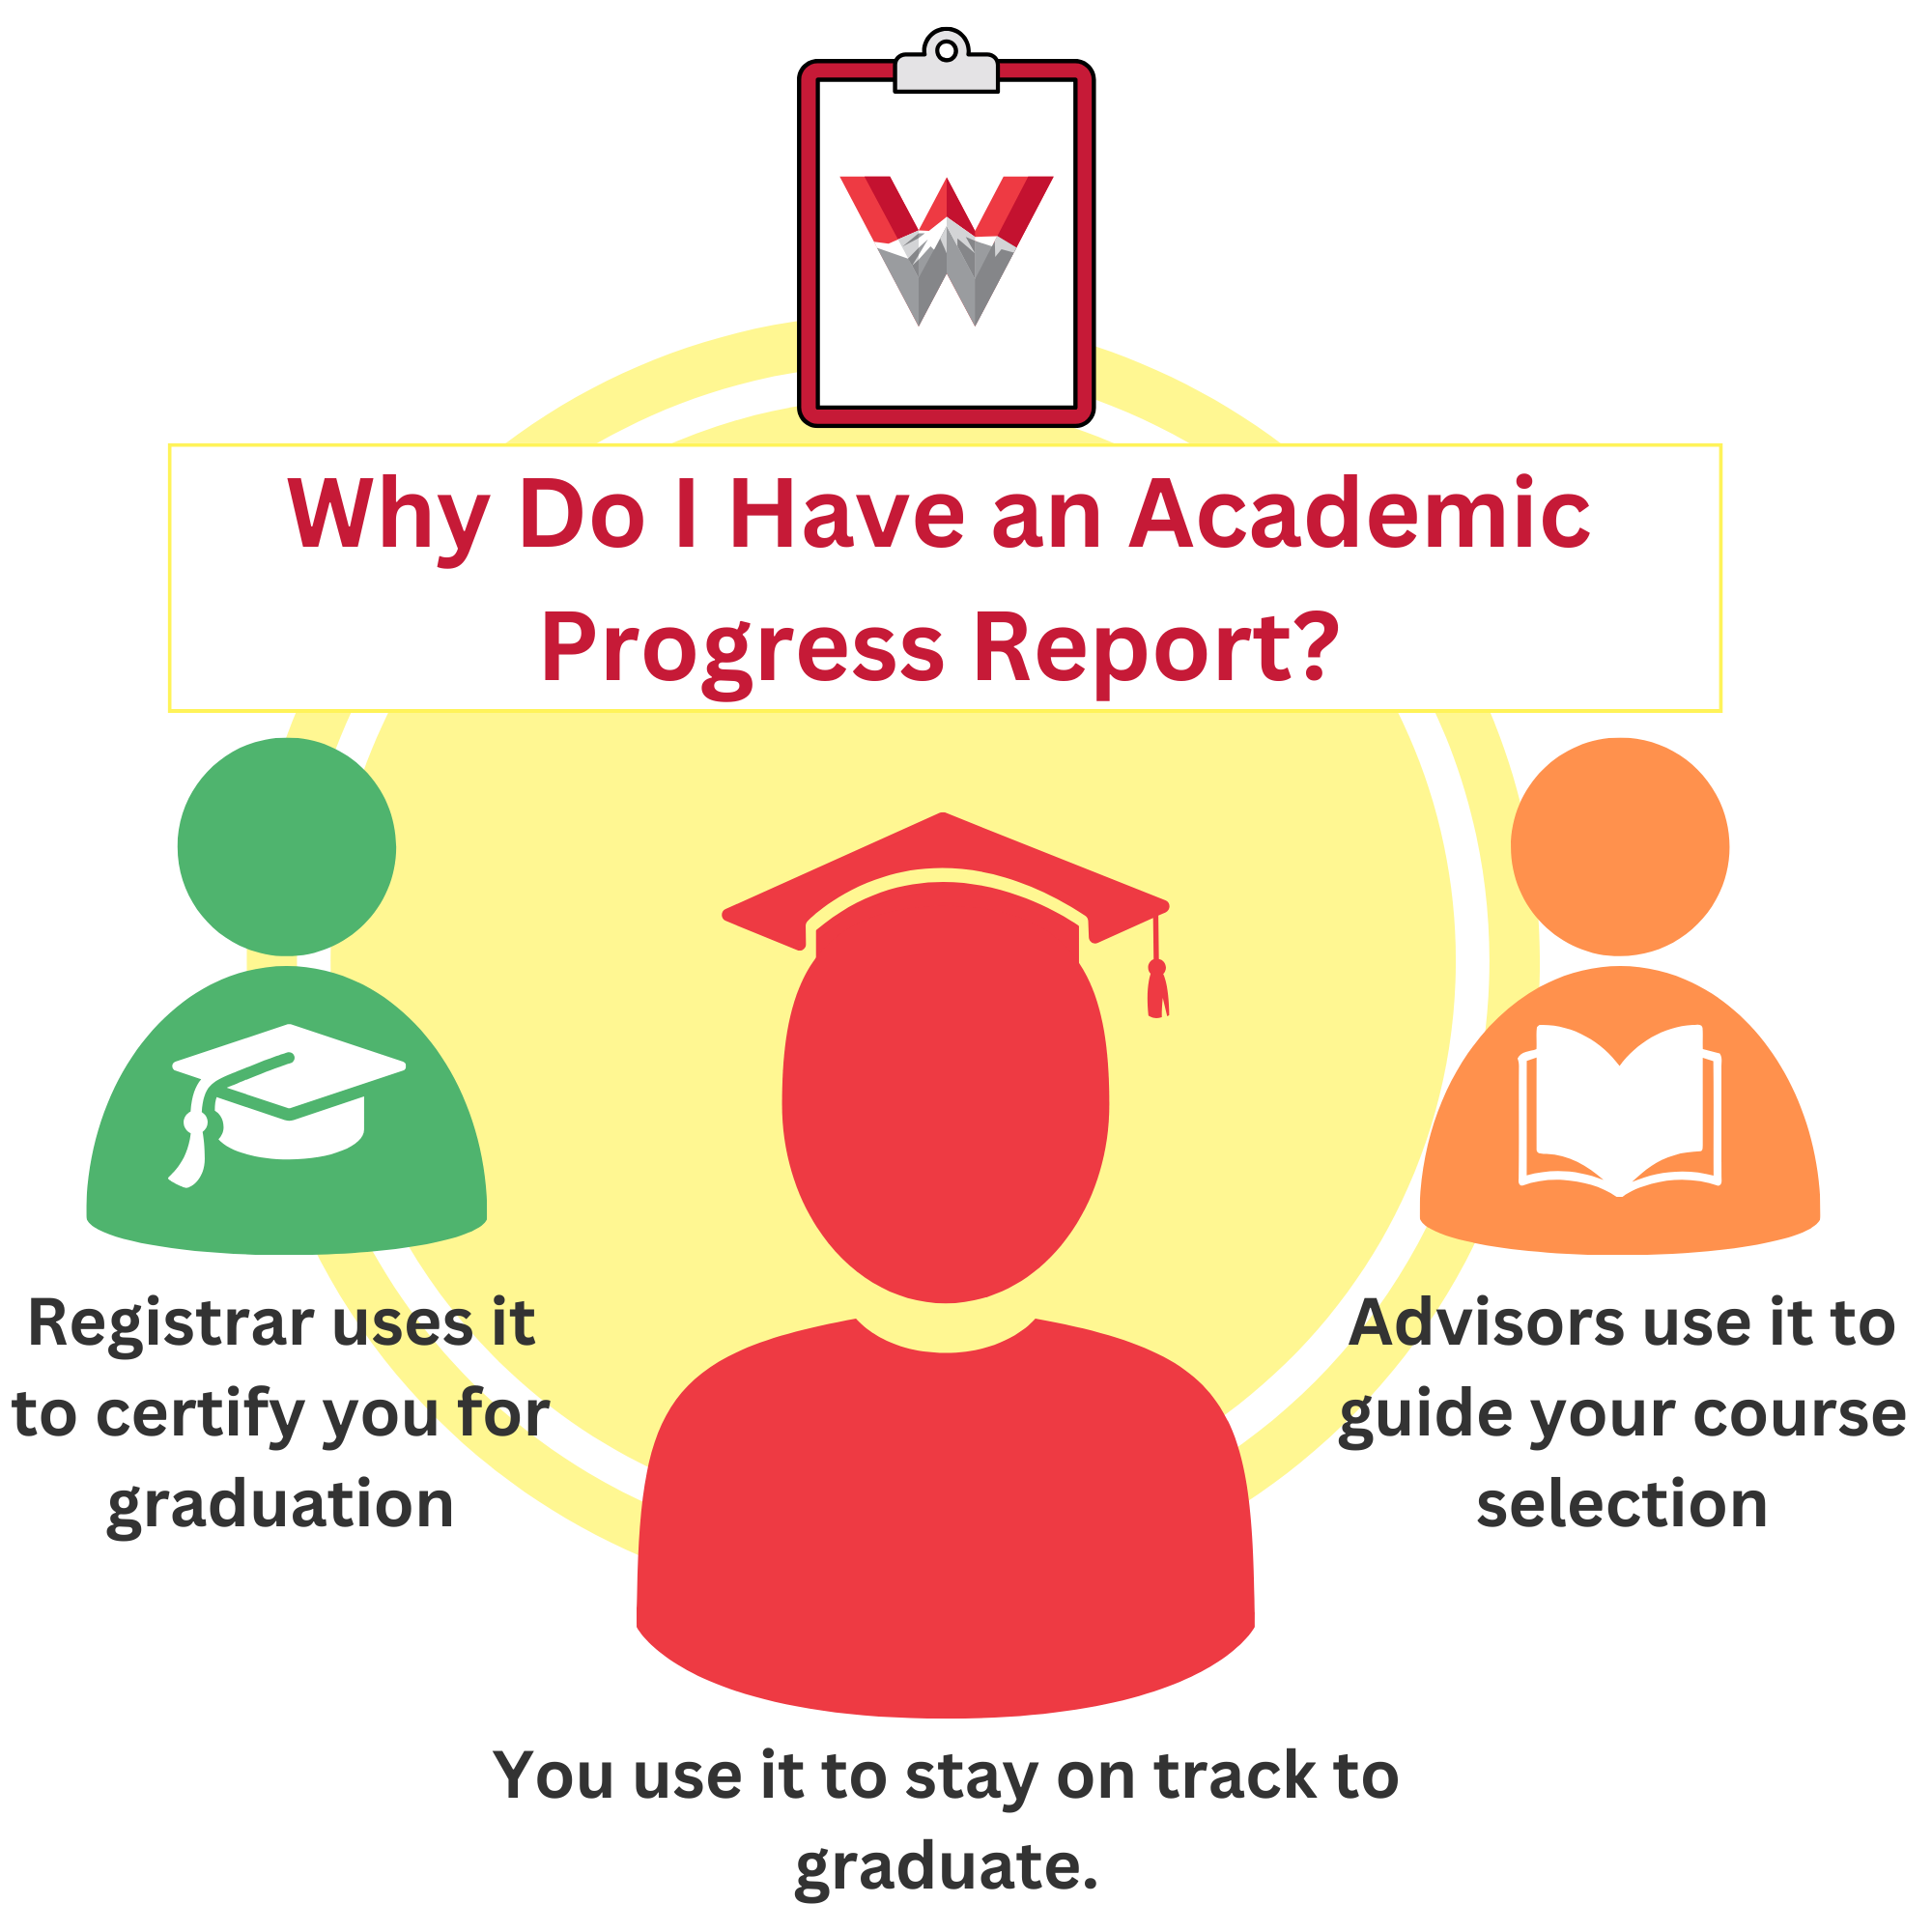 Why Do I Have an Academic
Progress Report?
Registrar uses it
to certify you for
graduation
Advisors use it to
guide your course
selection
You use it to stay on track to
graduate.